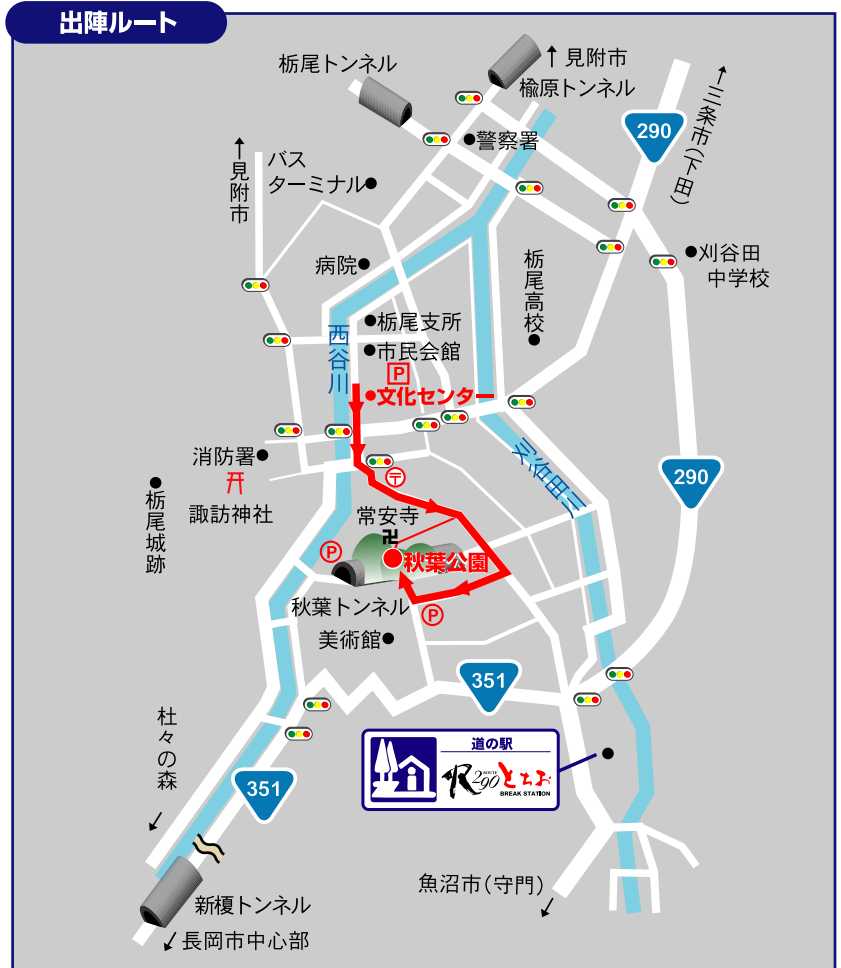 出陣ルート
栃尾トンネル
↑見附市
楡原トンネル
↑三条市(下田)
290
警察署
バス
ターミナル
↑見附市
病院
栃尾高校
刈谷田
中学校
栃尾支所
市民会館
西谷川
P
文化センター
消防署
諏訪神社
栃尾城跡
〒
刈谷田川
290
常安寺
卍
P
秋葉公園
秋葉トンネル
P
美術館
351
杜々の森
↓
351
道の駅
R290
ROUTE
とちお
BREAK STATION
魚沼市(守門)
↓
新榎トンネル
↓長岡市中心部